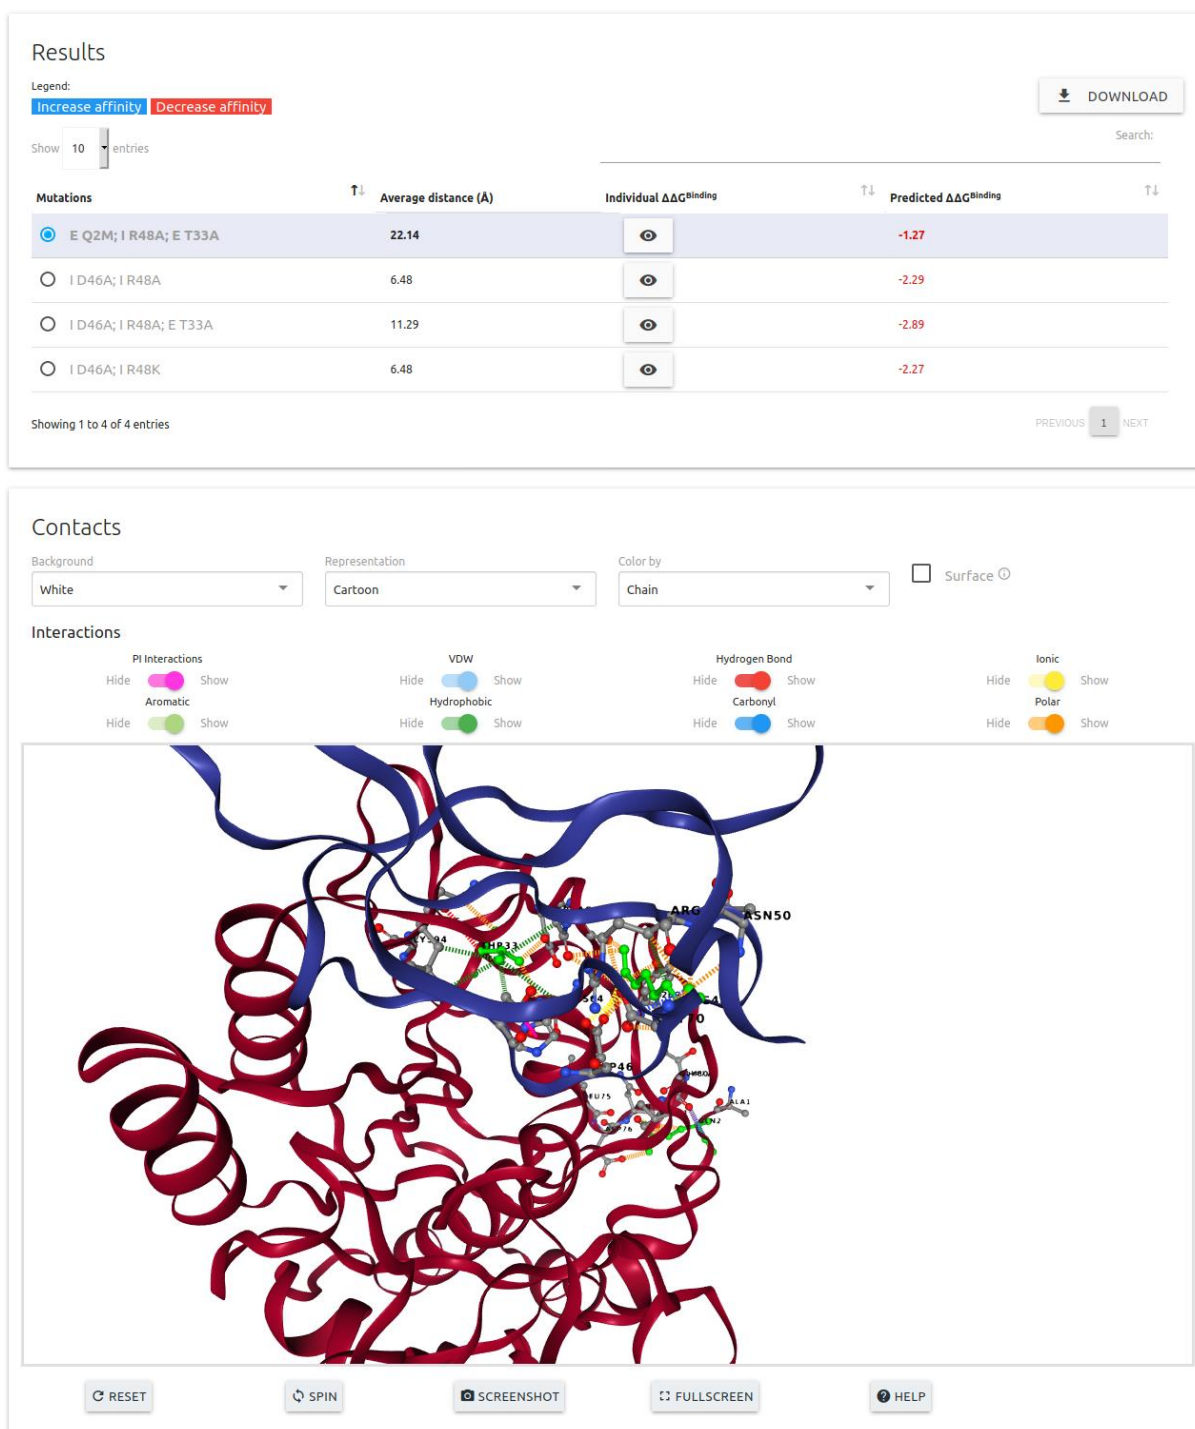 Results
Legend:
Increase affinity Decrease affinity
DOWNLOAD
Show 10 entries
Search:
Mutations Average distance (Å) Individual ΔΔG^Binding Predicted ΔΔG^Binding
E Q2M; I R48A; E T33A 22.14 -1.27
I D46A; I R48A 6.48 -2.29
I D46A; I R48A; E T33A 11.29 -2.89
I D46A; I R48K 6.48 -2.27
Showing 1 to 4 of 4 entries
PREVIOUS 1 NEXT
Contacts
Background Representation Color by
White Cartoon Chain Surface
Interactions
PI Interactions VDW Hydrogen Bond Ionic
Hide Show Hide Show Hide Show Hide Show
Aromatic Hydrophobic Carbonyl Polar
Hide Show Hide Show Hide Show Hide Show
ARG ASN50
ALA1
RESET SPIN SCREENSHOT FULLSCREEN HELP